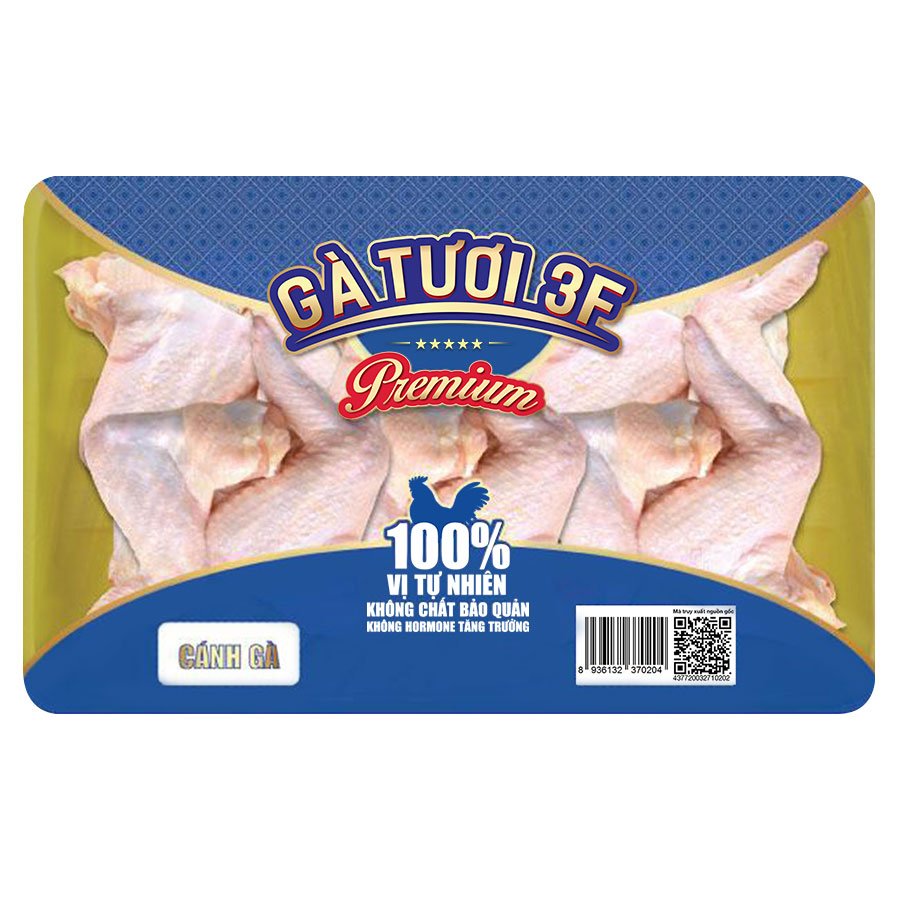 GÀ TƯƠI 3F
Premium
100%
VỊ TỰ NHIÊN
KHÔNG CHẤT BẢO QUẢN
KHÔNG HORMONE TĂNG TRƯỞNG
CÁNH GÀ
Mã truy xuất nguồn gốc
8 936132 370204
437720032710202